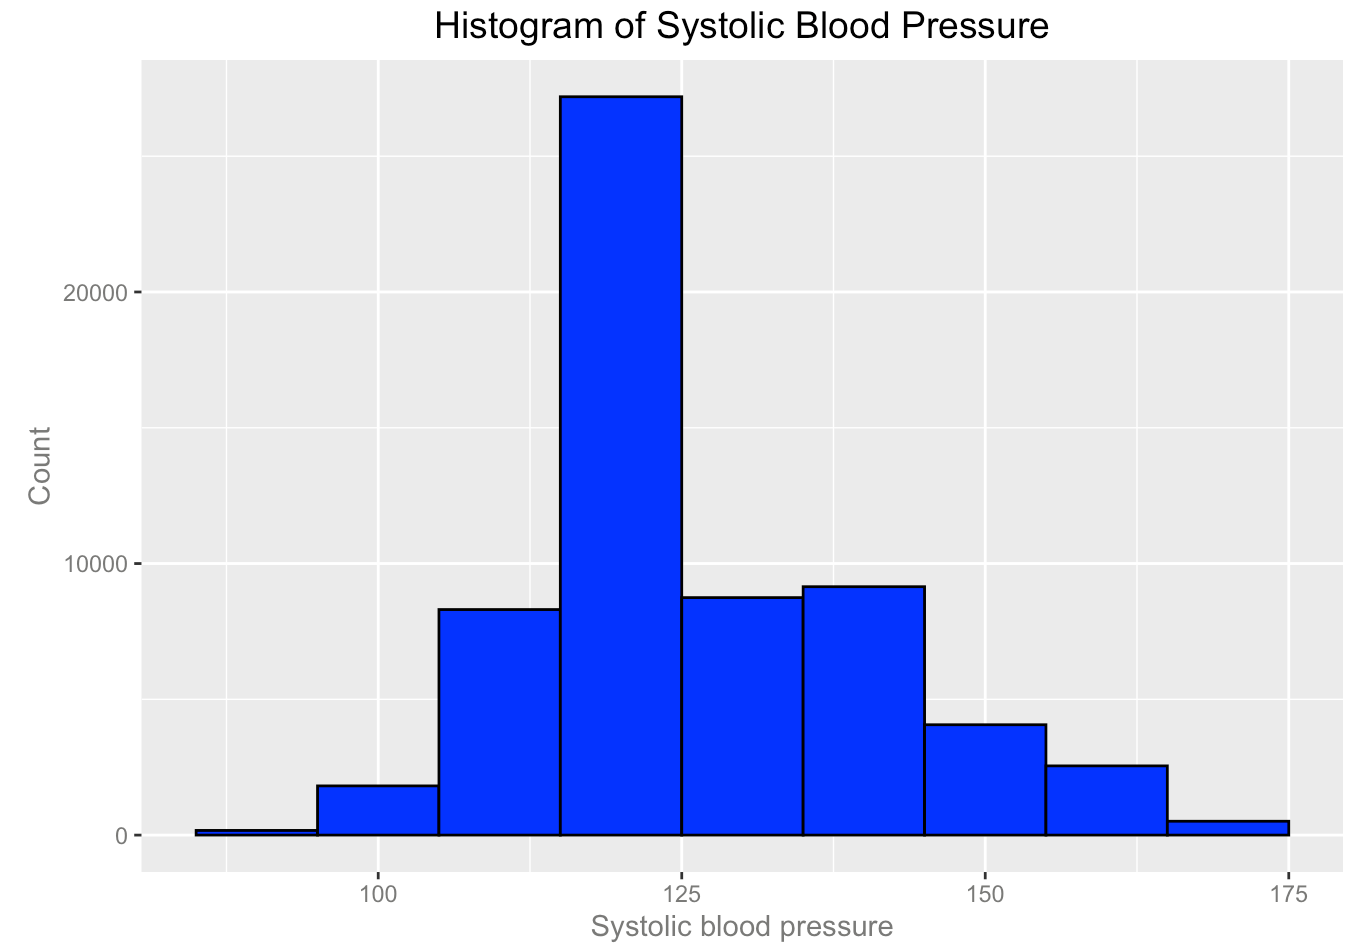 Histogram of Systolic Blood Pressure
20000
10000
0
Count
100 125 150 175
Systolic blood pressure